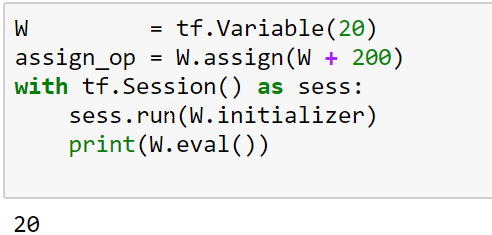 W         = tf.Variable(20)
assign_op = W.assign(W + 200)
with tf.Session() as sess:
    sess.run(W.initializer)
    print(W.eval())
20